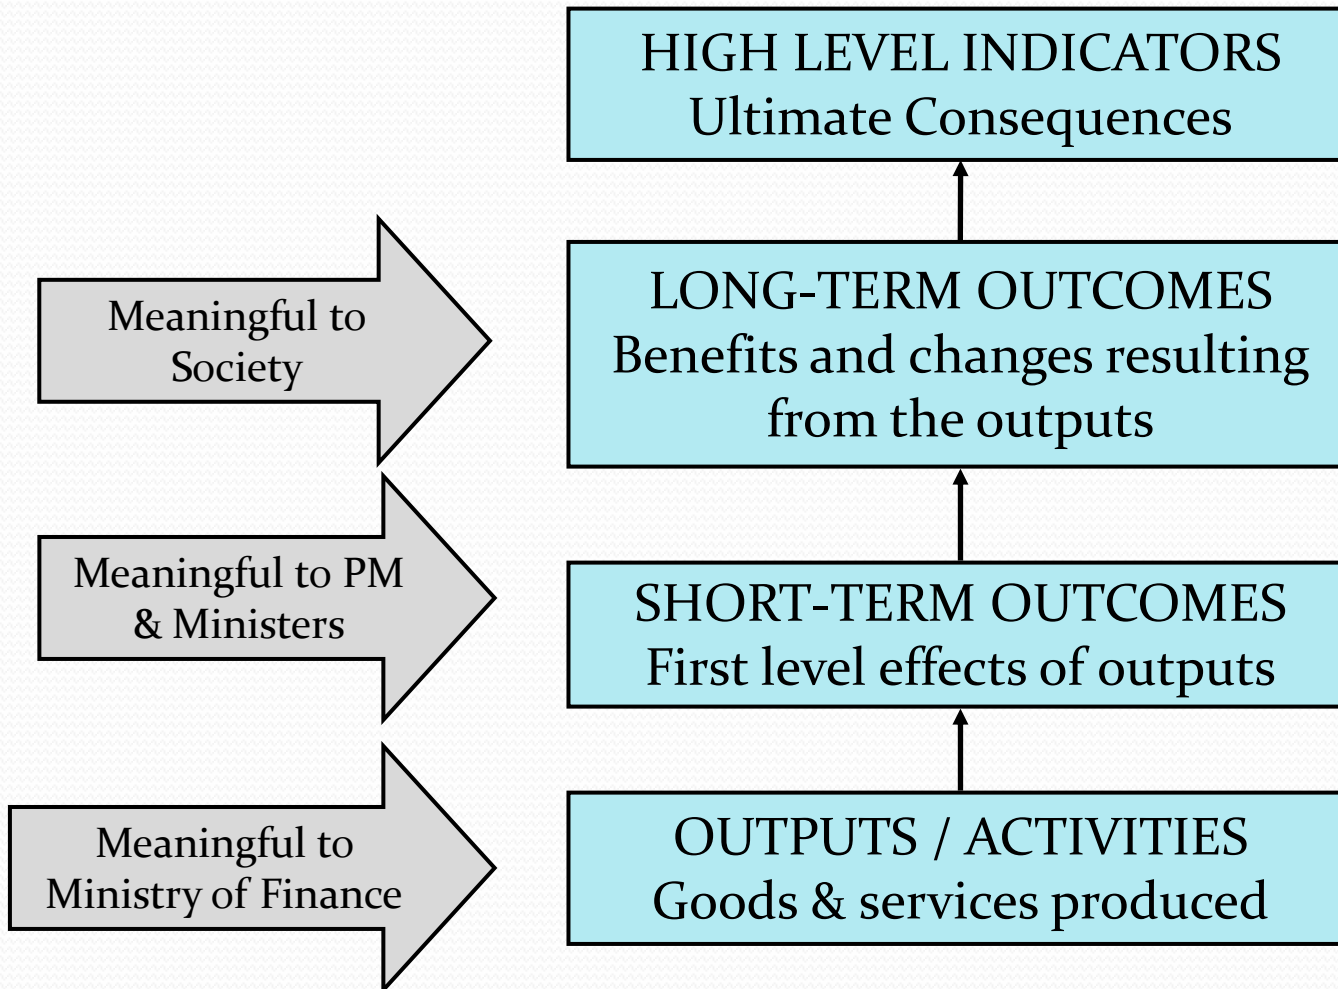 HIGH LEVEL INDICATORS
Ultimate Consequences
Meaningful to
Society
LONG-TERM OUTCOMES
Benefits and changes resulting
from the outputs
Meaningful to PM
& Ministers
SHORT-TERM OUTCOMES
First level effects of outputs
Meaningful to
Ministry of Finance
OUTPUTS / ACTIVITIES
Goods & services produced